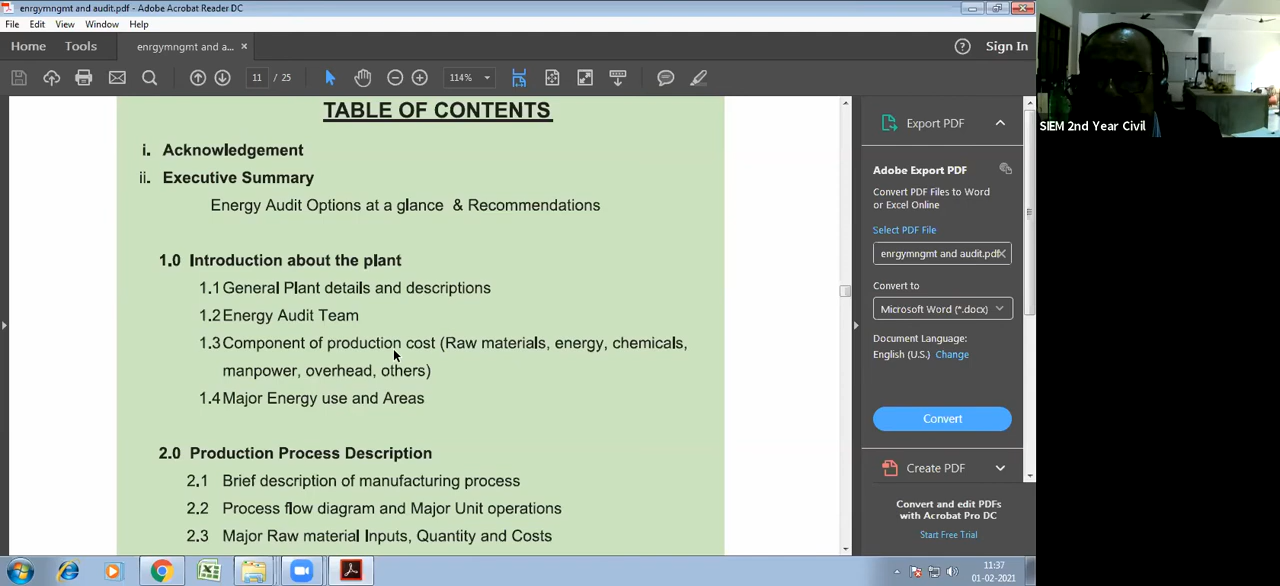 enrgymngmt and audit.pdf - Adobe Acrobat Reader DC
File Edit View Window Help
Home Tools enrgymngmt and a... × Sign In
11 / 25 114%
TABLE OF CONTENTS
i. Acknowledgement
ii. Executive Summary
Energy Audit Options at a glance & Recommendations
1.0 Introduction about the plant
1.1 General Plant details and descriptions
1.2 Energy Audit Team
1.3 Component of production cost (Raw materials, energy, chemicals,
manpower, overhead, others)
1.4 Major Energy use and Areas
2.0 Production Process Description
2.1 Brief description of manufacturing process
2.2 Process flow diagram and Major Unit operations
2.3 Major Raw material Inputs, Quantity and Costs
Export PDF
Adobe Export PDF
Convert PDF Files to Word
or Excel Online
Select PDF File
enrgymngmt and audit.pdf
Convert to
Microsoft Word (*.docx)
Document Language:
English (U.S.) Change
Convert
Create PDF
Convert and edit PDFs
with Acrobat Pro DC
Start Free Trial
SIEM 2nd Year Civil
11:37
01-02-2021